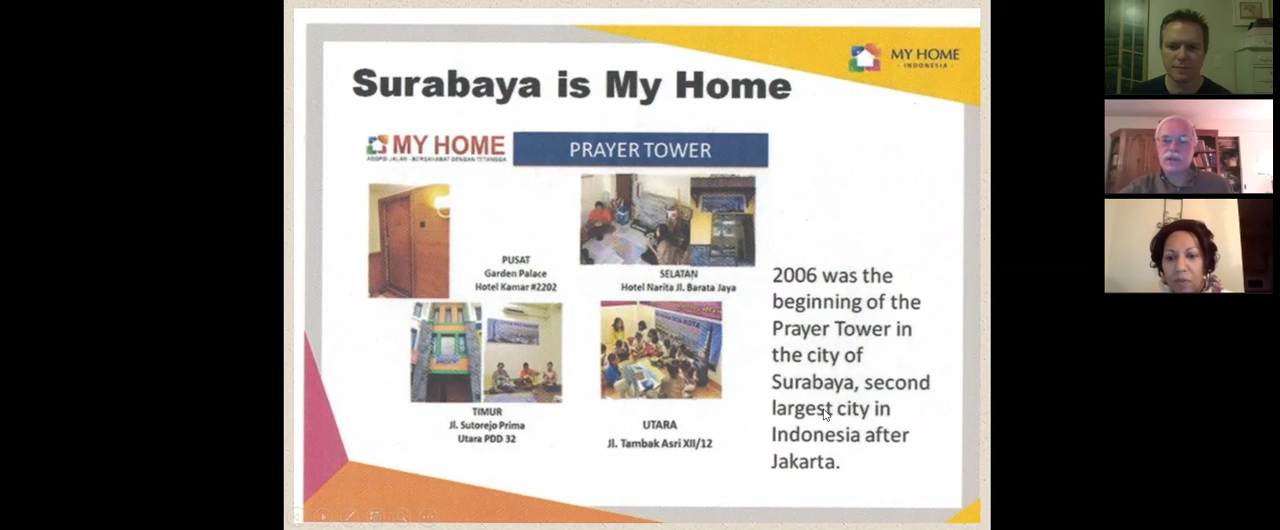 MY HOME
- INDONESIA -
Surabaya is My Home
MY HOME
ADOPSI JALAN - BERSAHABAT DENGAN TETANGGA
PRAYER TOWER
PUSAT
Garden Palace
Hotel Kamar #2202
SELATAN
Hotel Narita Jl. Barata Jaya
TIMUR
Jl. Sutorejo Prima
Utara PDD 32
UTARA
Jl. Tambak Asri XII/12
2006 was the
beginning of the
Prayer Tower in
the city of
Surabaya, second
largest city in
Indonesia after
Jakarta.